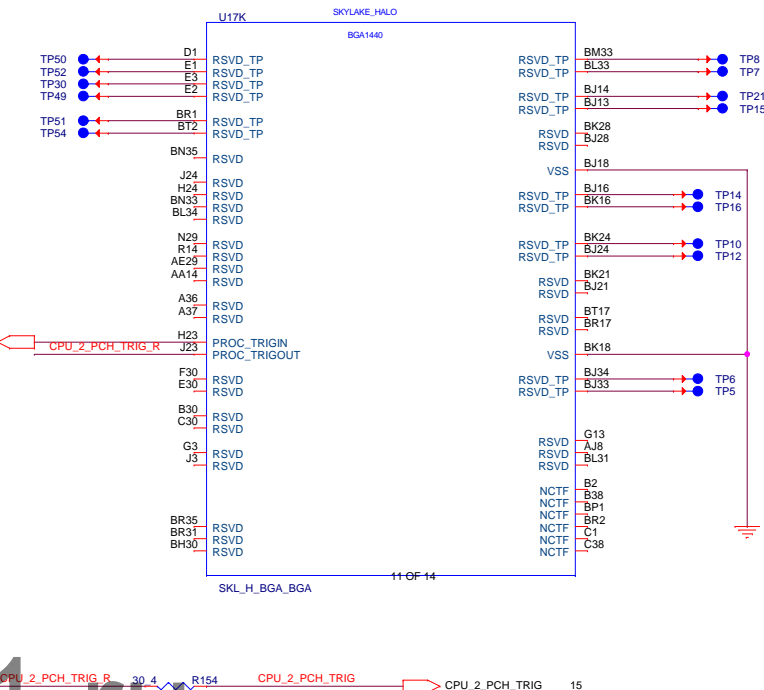 U17K
SKYLAKE_HALO
BGA1440
TP50 D1 RSVD_TP
TP52 E1 RSVD_TP
TP30 E3 RSVD_TP
TP49 E2 RSVD_TP
TP51 BR1 RSVD_TP
TP54 BT2 RSVD_TP
BN35 RSVD
J24 RSVD
H24 RSVD
BN33 RSVD
BL34 RSVD
N29 RSVD
R14 RSVD
AE29 RSVD
AA14 RSVD
A36 RSVD
A37 RSVD
H23 PROC_TRIGIN
CPU_2_PCH_TRIG_R J23 PROC_TRIGOUT
F30 RSVD
E30 RSVD
B30 RSVD
C30 RSVD
G3 RSVD
J3 RSVD
BR35 RSVD
BR31 RSVD
BH30 RSVD
RSVD_TP BM33 TP8
RSVD_TP BL33 TP7
RSVD_TP BJ14 TP21
RSVD_TP BJ13 TP15
RSVD BK28
RSVD BJ28
VSS BJ18
RSVD_TP BJ16 TP14
RSVD_TP BK16 TP16
RSVD_TP BK24 TP10
RSVD_TP BJ24 TP12
RSVD BK21
RSVD BJ21
RSVD BT17
RSVD BR17
VSS BK18
RSVD_TP BJ34 TP6
RSVD_TP BJ33 TP5
RSVD G13
RSVD AJ8
RSVD BL31
NCTF B2
NCTF B38
NCTF BP1
NCTF BR2
NCTF C1
NCTF C38
11 OF 14
SKL_H_BGA_BGA
CPU_2_PCH_TRIG_R 30_4 R154 CPU_2_PCH_TRIG CPU_2_PCH_TRIG 15